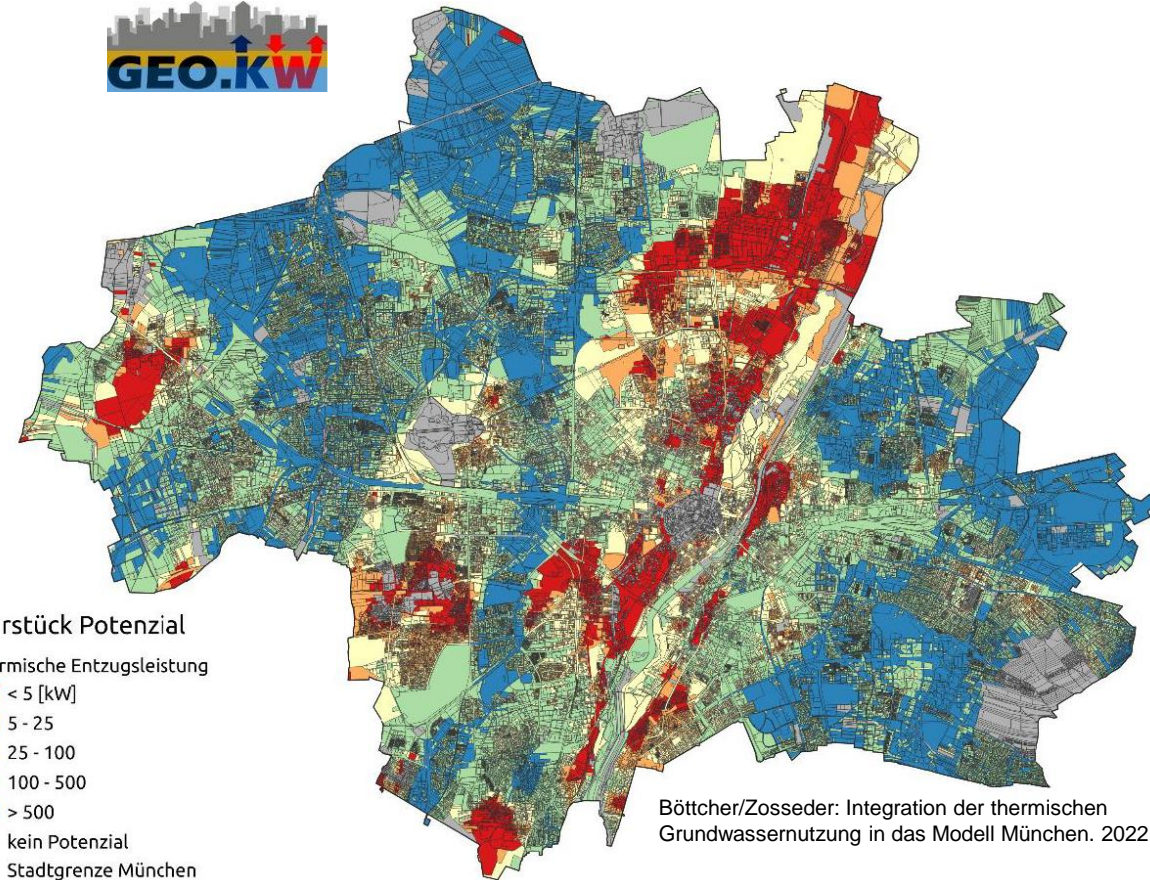 GEO.KW
rstück Potenzial
rmische Entzugsleistung
< 5 [kW]
5 - 25
25 - 100
100 - 500
> 500
kein Potenzial
Stadtgrenze München
Böttcher/Zosseder: Integration der thermischen
Grundwassernutzung in das Modell München. 2022